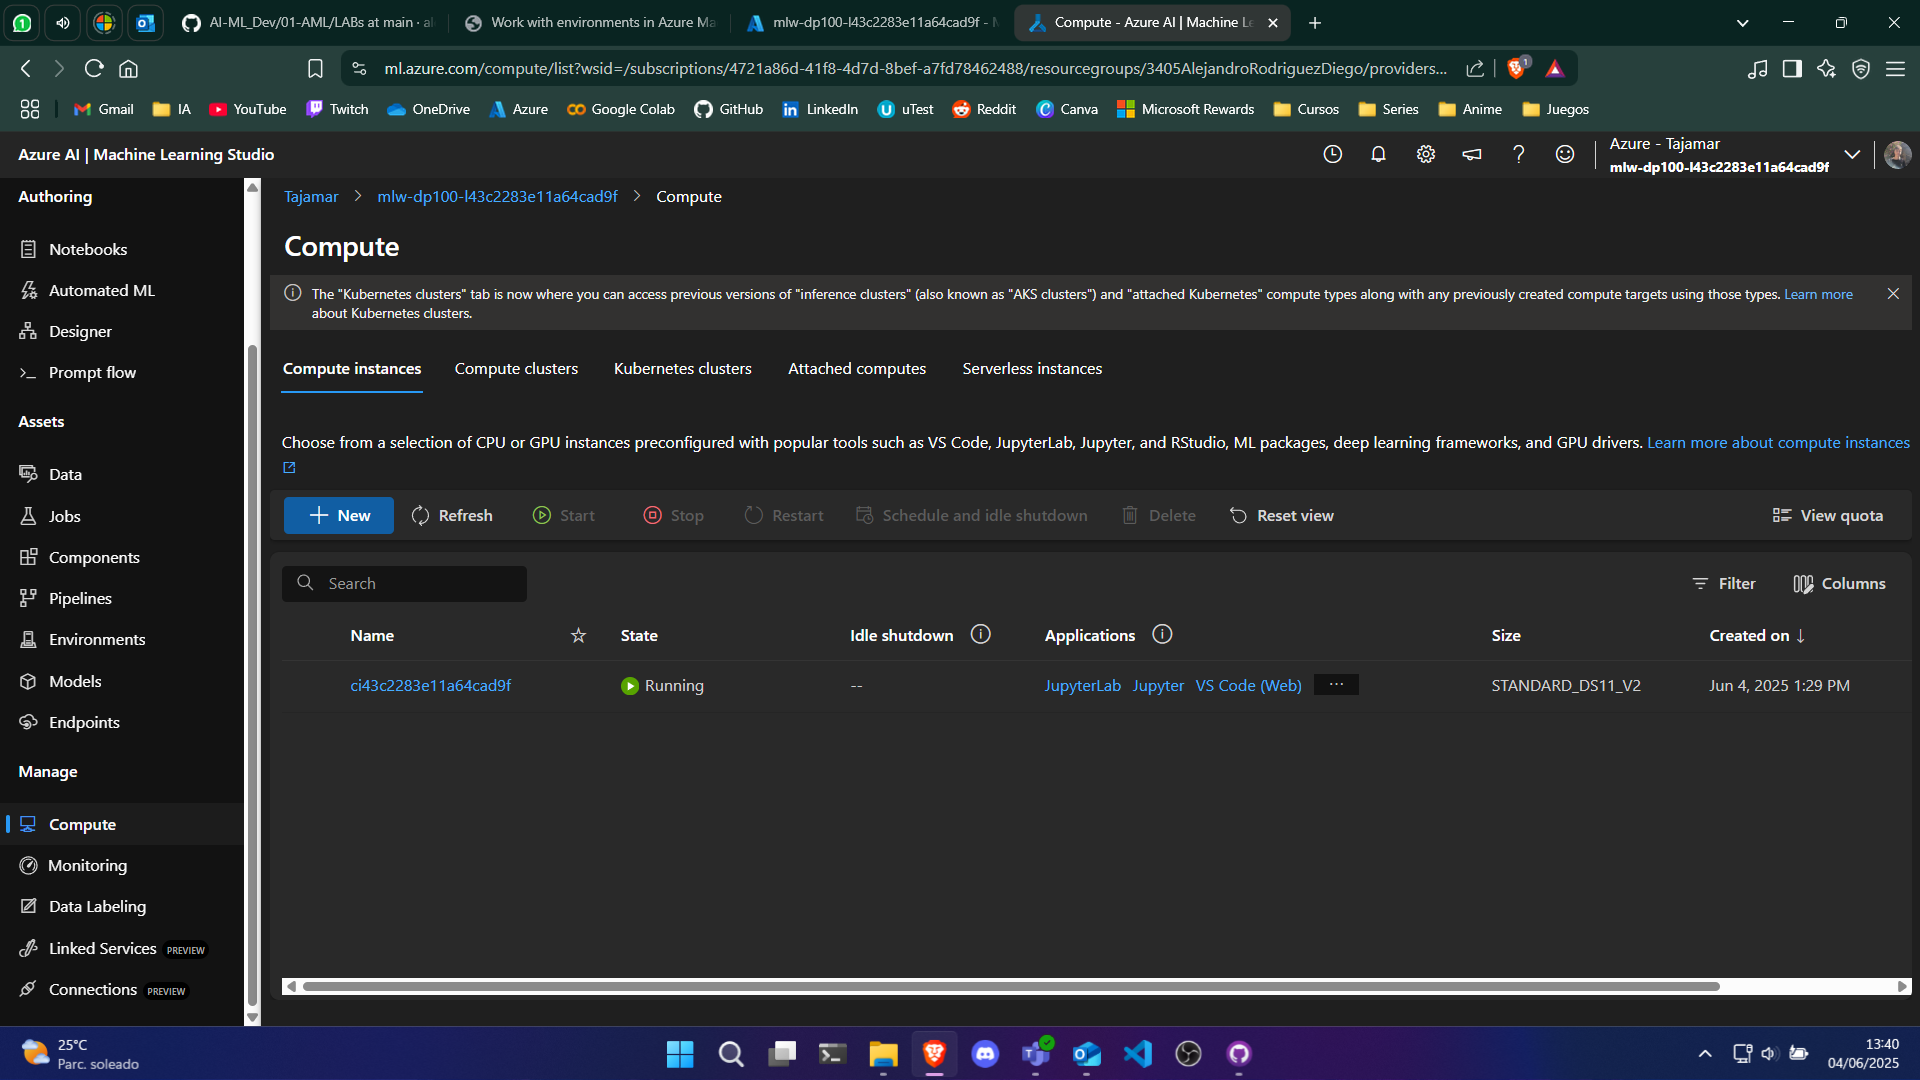 AI-ML_Dev/01-AML/LABs at main · al
Work with environments in Azure Ma
mlw-dp100-l43c2283e11a64cad9f - M
Compute - Azure AI | Machine Le
ml.azure.com/compute/list?wsid=/subscriptions/4721a86d-41f8-4d7d-8bef-a7fd78462488/resourcegroups/3405AlejandroRodriguezDiego/providers...
1
Gmail
IA
YouTube
Twitch
OneDrive
Azure
Google Colab
GitHub
LinkedIn
uTest
Reddit
Canva
Microsoft Rewards
Cursos
Series
Anime
Juegos
Azure AI | Machine Learning Studio
Azure - Tajamar
mlw-dp100-l43c2283e11a64cad9f
Authoring
Notebooks
Automated ML
Designer
Prompt flow
Assets
Data
Jobs
Components
Pipelines
Environments
Models
Endpoints
Manage
Compute
Monitoring
Data Labeling
Linked Services PREVIEW
Connections PREVIEW
Tajamar > mlw-dp100-l43c2283e11a64cad9f > Compute
Compute
The "Kubernetes clusters" tab is now where you can access previous versions of "inference clusters" (also known as "AKS clusters") and "attached Kubernetes" compute types along with any previously created compute targets using those types. Learn more
about Kubernetes clusters.
Compute instances
Compute clusters
Kubernetes clusters
Attached computes
Serverless instances
Choose from a selection of CPU or GPU instances preconfigured with popular tools such as VS Code, JupyterLab, Jupyter, and RStudio, ML packages, deep learning frameworks, and GPU drivers. Learn more about compute instances
New
Refresh
Start
Stop
Restart
Schedule and idle shutdown
Delete
Reset view
View quota
Search
Filter
Columns
Name
State
Idle shutdown
Applications
Size
Created on ↓
ci43c2283e11a64cad9f
Running
--
JupyterLab
Jupyter
VS Code (Web)
...
STANDARD_DS11_V2
Jun 4, 2025 1:29 PM
25°C
Parc. soleado
13:40
04/06/2025